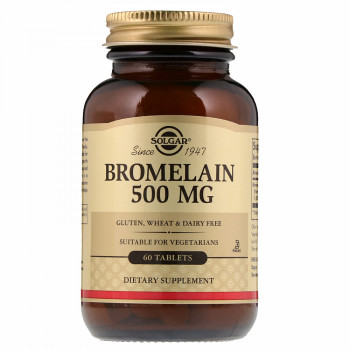 SOLGAR®
Since 1947
BROMELAIN
500 MG
GLUTEN, WHEAT & DAIRY FREE
SUITABLE FOR VEGETARIANS
60 TABLETS
DIETARY SUPPLEMENT